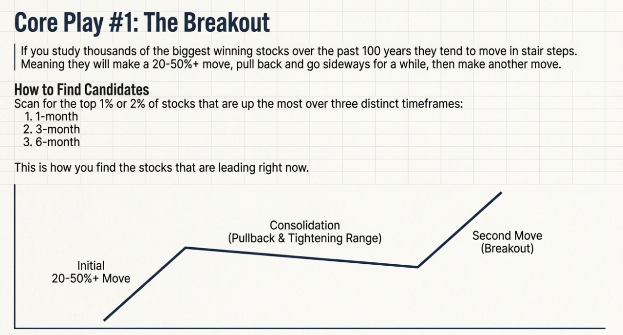 Core Play #1: The Breakout
If you study thousands of the biggest winning stocks over the past 100 years they tend to move in stair steps.
Meaning they will make a 20-50%+ move, pull back and go sideways for a while, then make another move.
How to Find Candidates
Scan for the top 1% or 2% of stocks that are up the most over three distinct timeframes:
1. 1-month
2. 3-month
3. 6-month
This is how you find the stocks that are leading right now.
Initial
20-50%+ Move
Consolidation
(Pullback & Tightening Range)
Second Move
(Breakout)